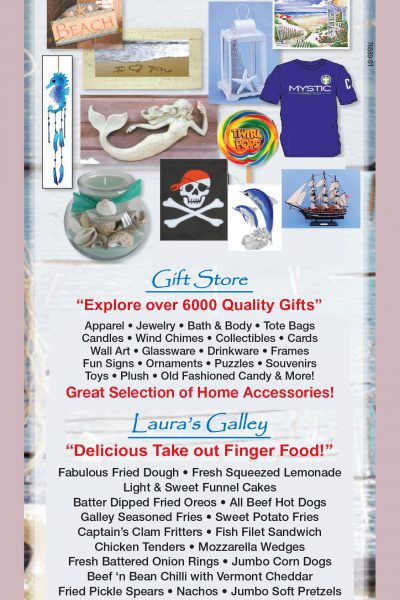 BEACH
I ♡ YOU
MYSTIC
C
TWIRL
POPS
76589-01
Gift Store
“Explore over 6000 Quality Gifts”
Apparel • Jewelry • Bath & Body • Tote Bags
Candles • Wind Chimes • Collectibles • Cards
Wall Art • Glassware • Drinkware • Frames
Fun Signs • Ornaments • Puzzles • Souvenirs
Toys • Plush • Old Fashioned Candy & More!
Great Selection of Home Accessories!
Laura’s Galley
“Delicious Take out Finger Food!”
Fabulous Fried Dough • Fresh Squeezed Lemonade
Light & Sweet Funnel Cakes
Batter Dipped Fried Oreos • All Beef Hot Dogs
Galley Seasoned Fries • Sweet Potato Fries
Captain’s Clam Fritters • Fish Filet Sandwich
Chicken Tenders • Mozzarella Wedges
Fresh Battered Onion Rings • Jumbo Corn Dogs
Beef ‘n Bean Chilli with Vermont Cheddar
Fried Pickle Spears • Nachos • Jumbo Soft Pretzels